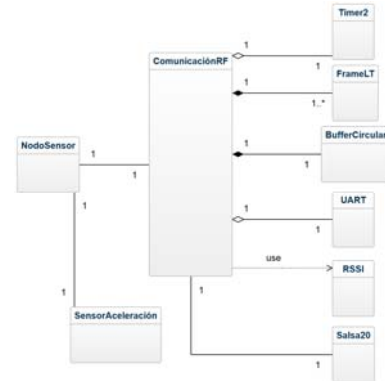 Timer2
1
ComunicaciónRF
1
1
FrameLT
1..*
1
BufferCircular
1
NodoSensor
1
1
1
UART
1
1
use
RSSI
1
SensorAceleración
1
Salsa20
1